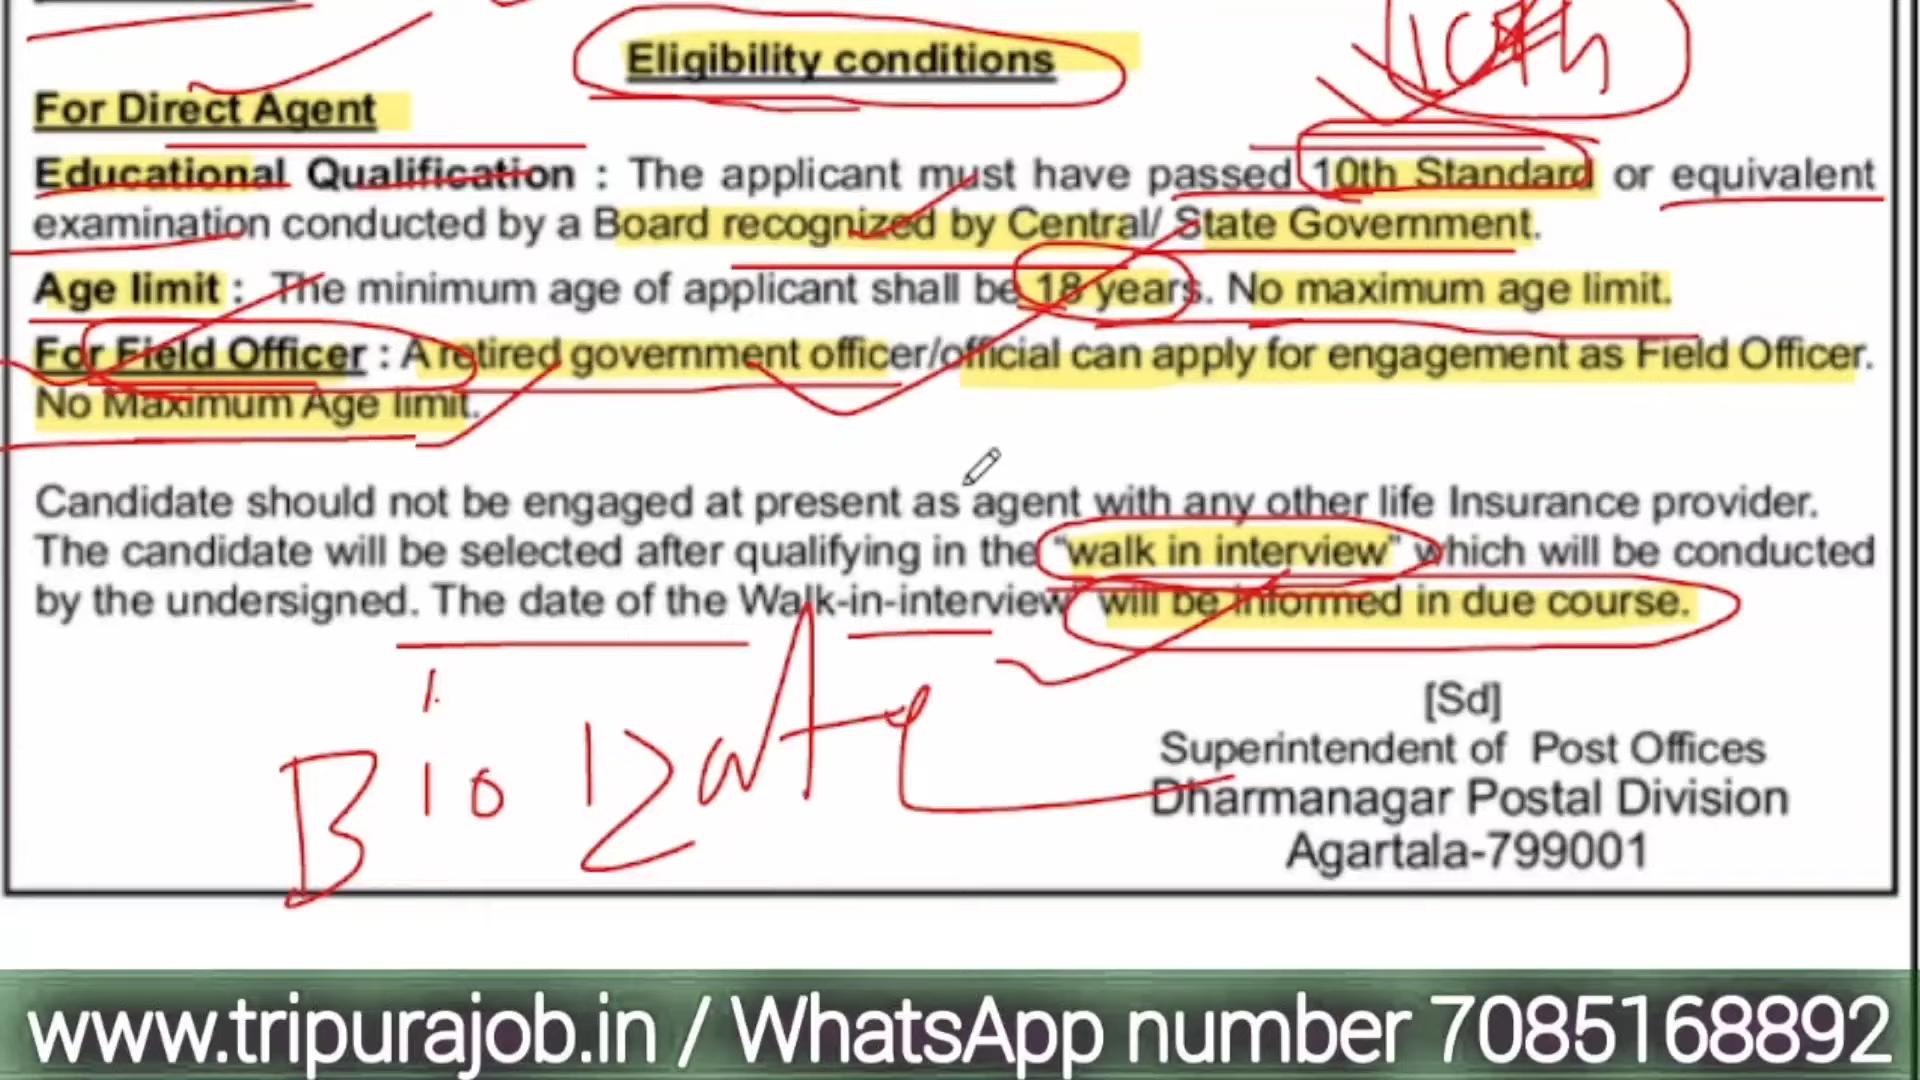 10th
Eligibility conditions
For Direct Agent
Educational Qualification : The applicant must have passed 10th Standard or equivalent
examination conducted by a Board recognized by Central/ State Government.
Age limit : The minimum age of applicant shall be 18 years. No maximum age limit.
For Field Officer : A retired government officer/official can apply for engagement as Field Officer.
No Maximum Age limit.
Candidate should not be engaged at present as agent with any other life Insurance provider.
The candidate will be selected after qualifying in the "walk in interview" which will be conducted
by the undersigned. The date of the Walk-in-interview" will be informed in due course.
Bio Data
[Sd]
Superintendent of Post Offices
Dharmanagar Postal Division
Agartala-799001
www.tripurajob.in / WhatsApp number 7085168892